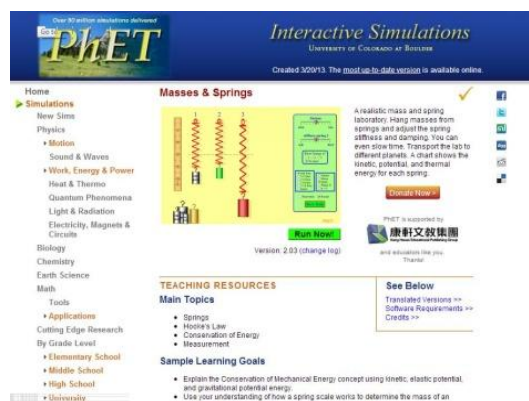 Over 90 million simulations delivered
PhET
Interactive Simulations
UNIVERSITY OF COLORADO AT BOULDER
Created 3/20/13. The most up-to-date version is available online.
Home
Simulations
New Sims
Physics
Motion
Sound & Waves
Work, Energy & Power
Heat & Thermo
Quantum Phenomena
Light & Radiation
Electricity, Magnets &
Circuits
Biology
Chemistry
Earth Science
Math
Tools
Applications
Cutting Edge Research
By Grade Level
Elementary School
Middle School
High School
University
Masses & Springs
1 2 3
Run Now!
Version: 2.03 (change log)
A realistic mass and spring
laboratory. Hang masses from
springs and adjust the spring
stiffness and damping. You can
even slow time. Transport the lab to
different planets. A chart shows the
kinetic, potential, and thermal
energy for each spring.
Donate Now
PhET is supported by
康軒文教集團
Kang Hsuan Educational Publishing Group
and educators like you.
Thanks!
TEACHING RESOURCES
Main Topics
Springs
Hooke's Law
Conservation of Energy
Measurement
Sample Learning Goals
Explain the Conservation of Mechanical Energy concept using kinetic, elastic potential,
and gravitational potential energy.
Use your understanding of how a spring scale works to determine the mass of an
See Below
Translated Versions >>
Software Requirements >>
Credits >>